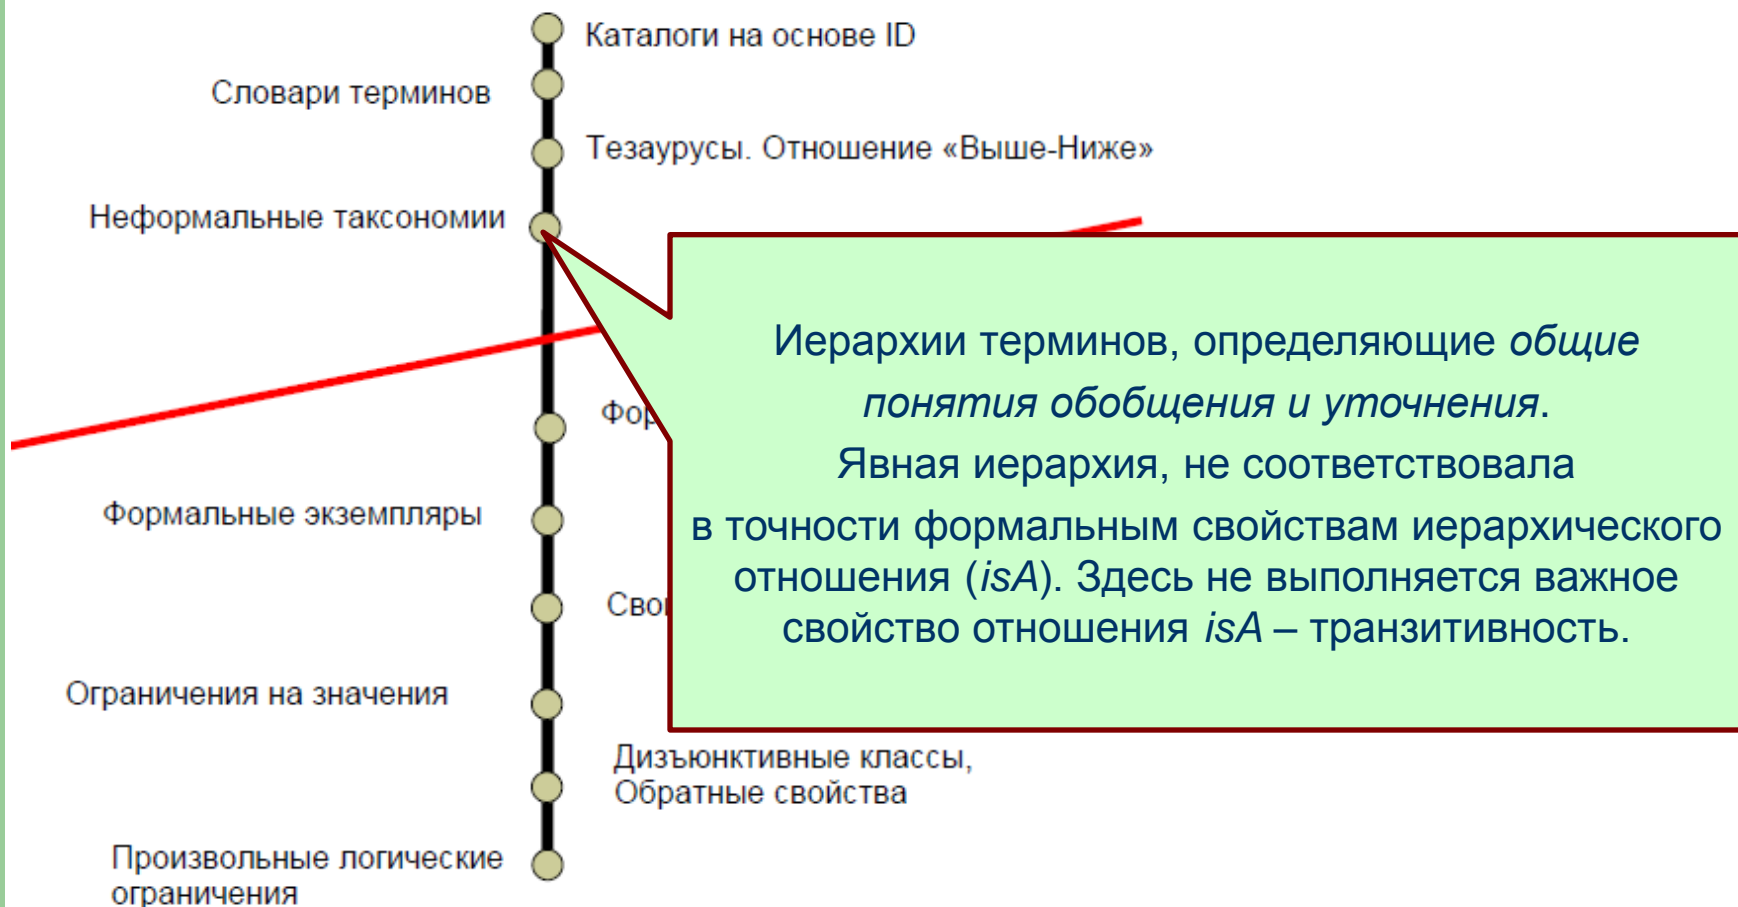 Каталоги на основе ID
Словари терминов
Тезаурусы. Отношение «Выше-Ниже»
Неформальные таксономии
Иерархии терминов, определяющие общие
понятия обобщения и уточнения.
Явная иерархия, не соответствовала
в точности формальным свойствам иерархического
отношения (isA). Здесь не выполняется важное
свойство отношения isA – транзитивность.
Формальные экземпляры
Ограничения на значения
Дизъюнктивные классы,
Обратные свойства
Произвольные логические
ограничения